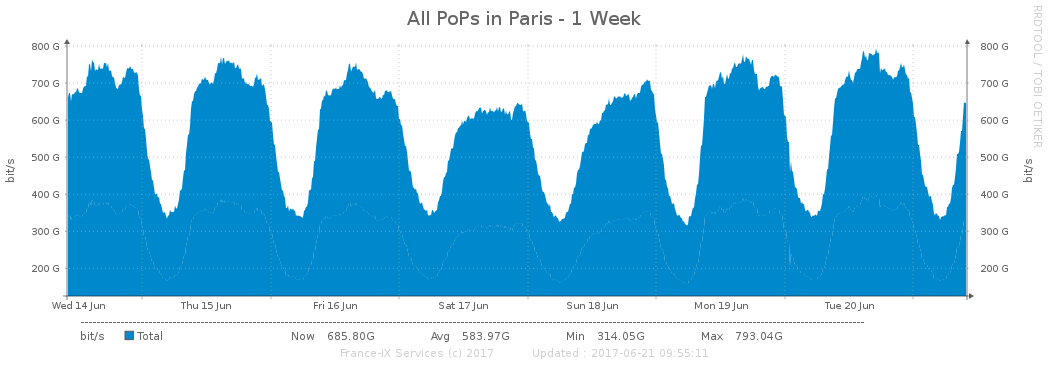 All PoPs in Paris - 1 Week
RRDTOOL / TOBI OETIKER
800 G 800 G
700 G 700 G
600 G 600 G
500 G 500 G
400 G 400 G
300 G 300 G
200 G 200 G
bit/s bit/s
Wed 14 Jun Thu 15 Jun Fri 16 Jun Sat 17 Jun Sun 18 Jun Mon 19 Jun Tue 20 Jun
bit/s Total Now 685.80G Avg 583.97G Min 314.05G Max 793.04G
France-IX Services (c) 2017 Updated : 2017-06-21 09:55:11